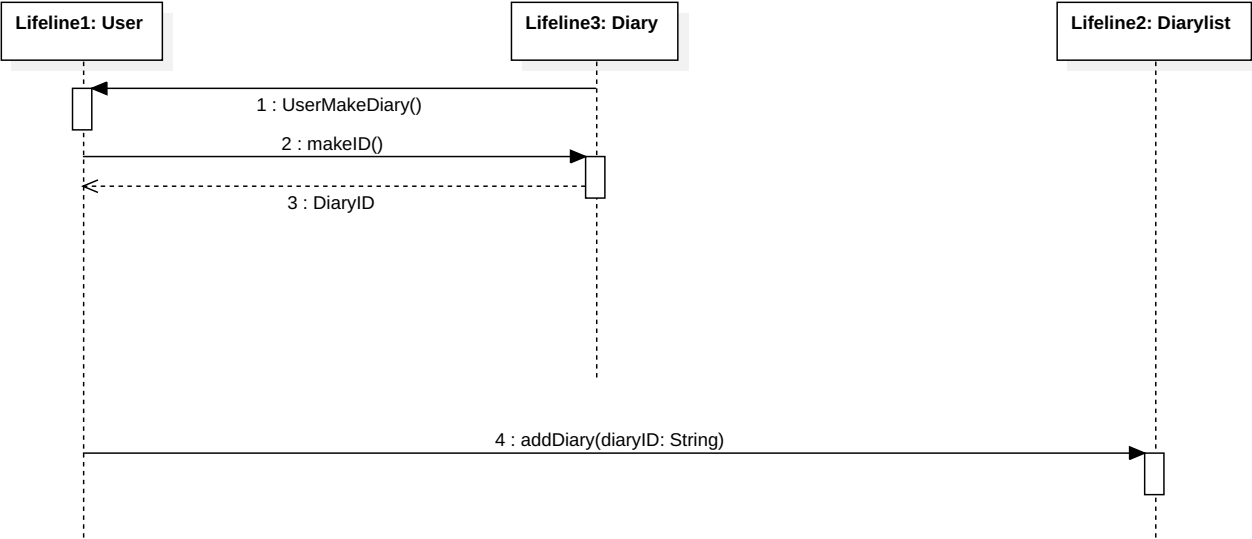 Lifeline1: User
Lifeline3: Diary
Lifeline2: Diarylist
1 : UserMakeDiary()
2 : makeID()
3 : DiaryID
4 : addDiary(diaryID: String)